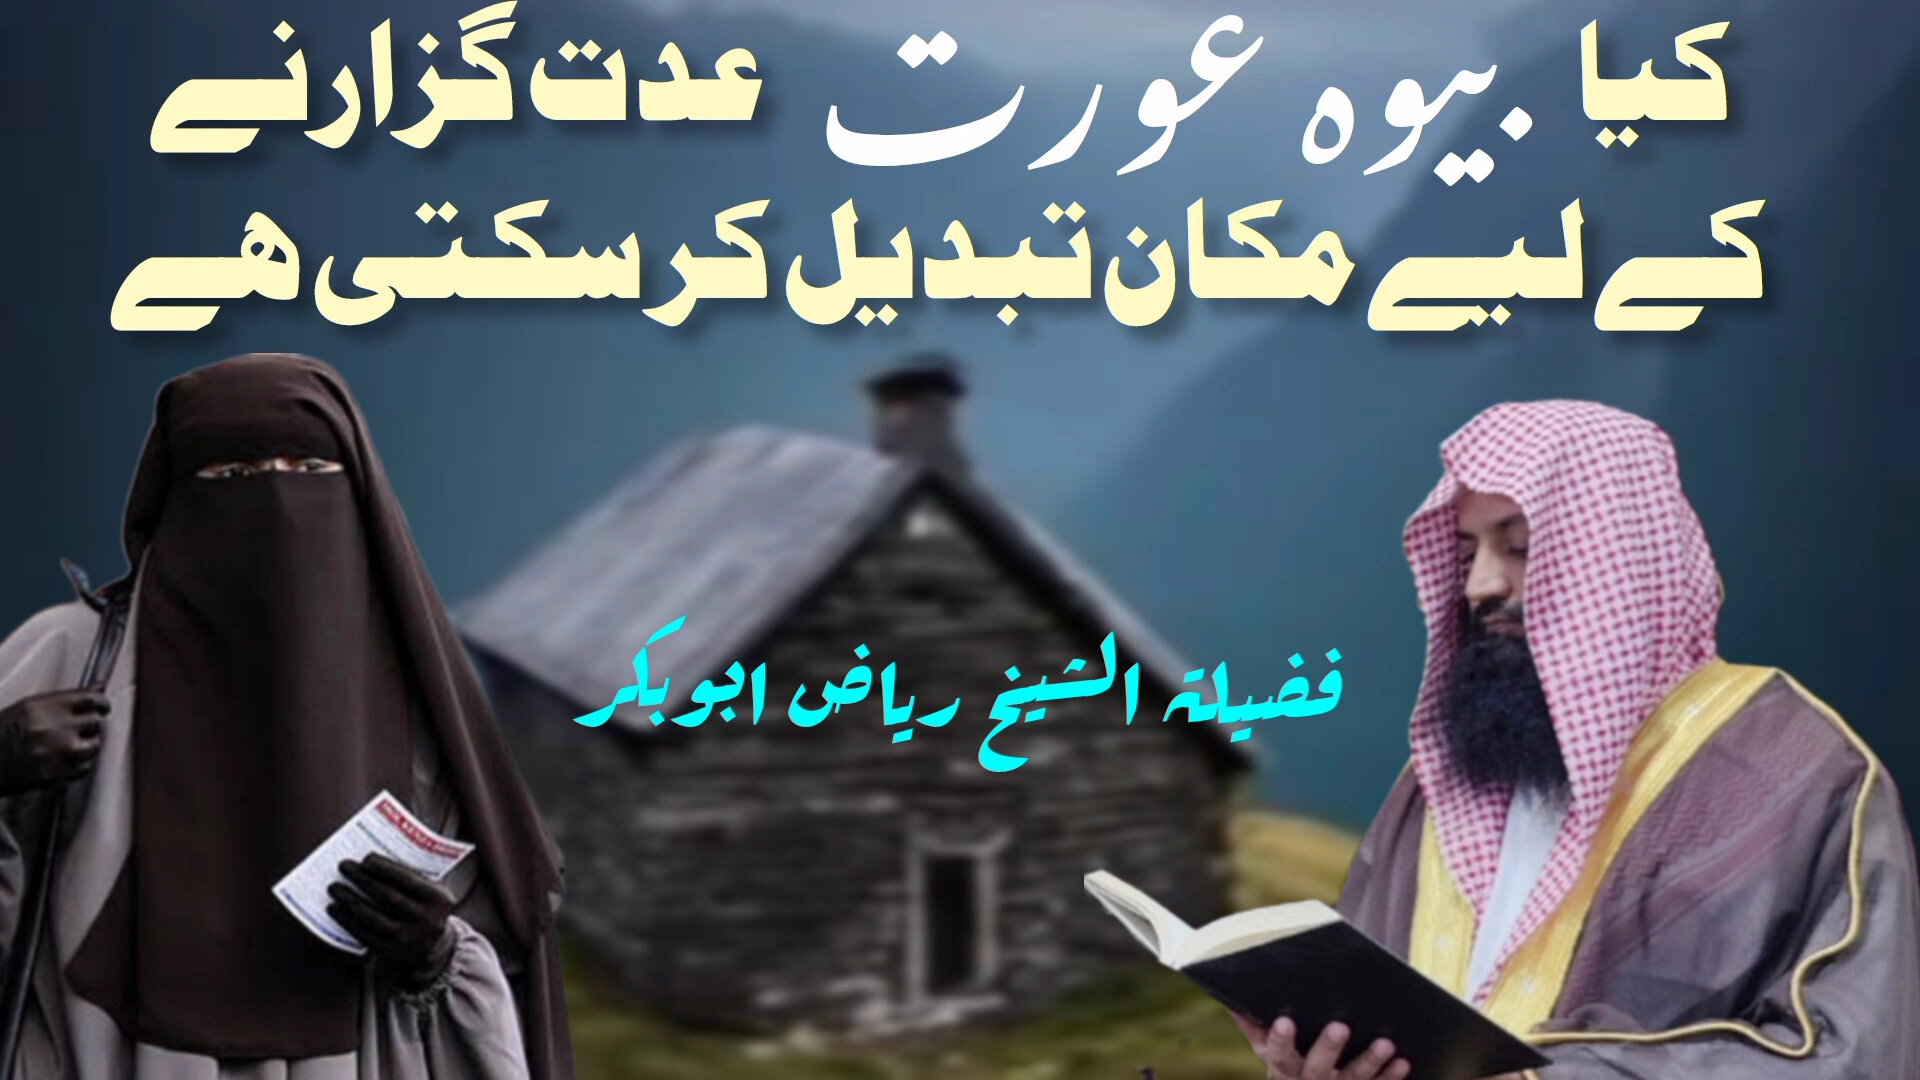 کیا بیوہ عورت عدت گزارنے
کے لیے مکان تبدیل کر سکتی ہے
فضیلۃ الشیخ ریاض ابوبکر